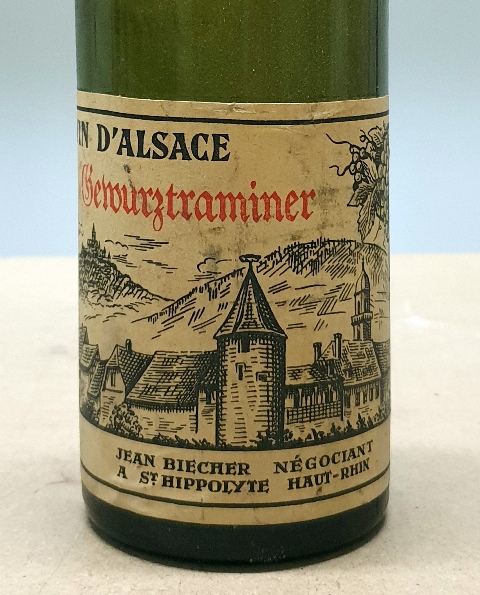 IN D'ALSACE
Gewurztraminer
JEAN BIECHER NÉGOCIANT
A ST HIPPOLYTE HAUT-RHIN